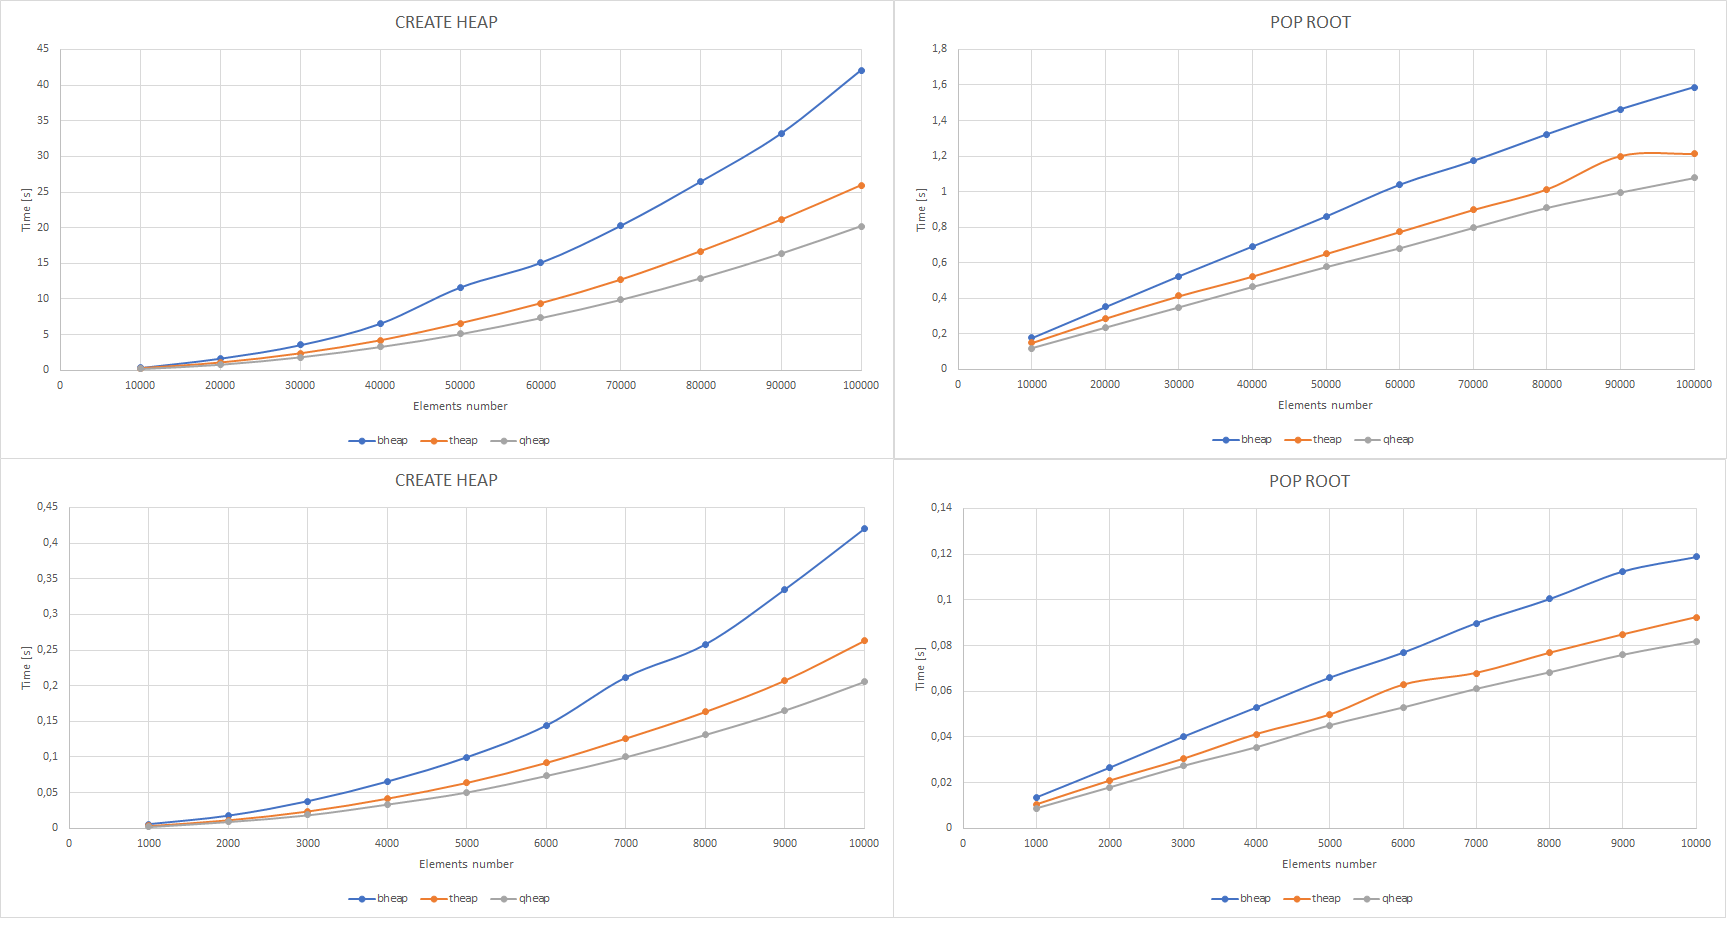 CREATE HEAP
45
40
35
30
25
20
15
10
5
0
Time [s]
0 10000 20000 30000 40000 50000 60000 70000 80000 90000 100000
Elements number
bheap theap qheap
POP ROOT
1,8
1,6
1,4
1,2
1
0,8
0,6
0,4
0,2
0
Time [s]
0 10000 20000 30000 40000 50000 60000 70000 80000 90000 100000
Elements number
bheap theap qheap
CREATE HEAP
0,45
0,4
0,35
0,3
0,25
0,2
0,15
0,1
0,05
0
Time [s]
0 1000 2000 3000 4000 5000 6000 7000 8000 9000 10000
Elements number
bheap theap qheap
POP ROOT
0,14
0,12
0,1
0,08
0,06
0,04
0,02
0
Time [s]
0 1000 2000 3000 4000 5000 6000 7000 8000 9000 10000
Elements number
bheap theap qheap